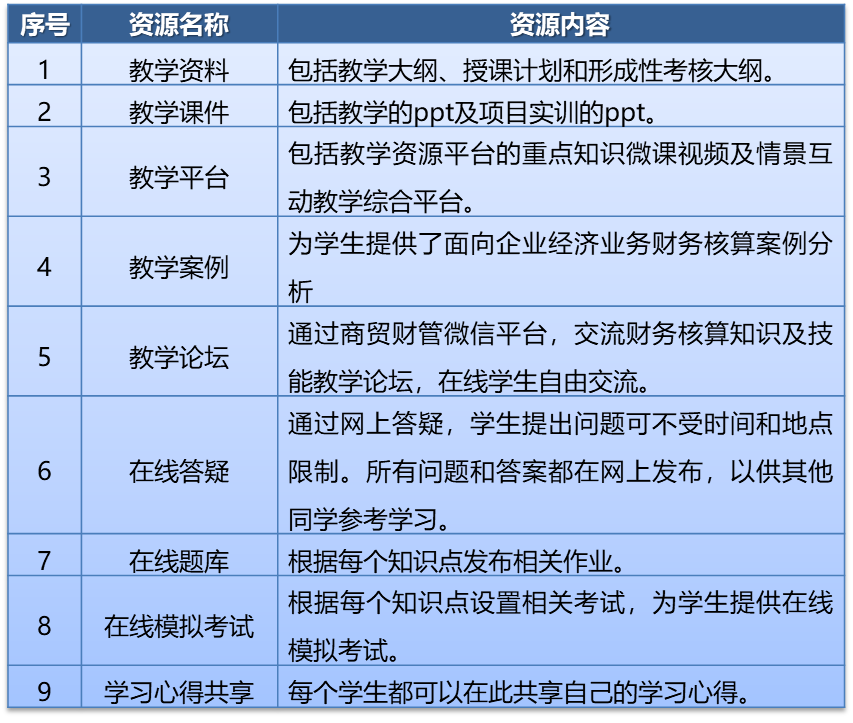 序号 资源名称 资源内容
1 教学资料 包括教学大纲、授课计划和形成性考核大纲。
2 教学课件 包括教学的ppt及项目实训的ppt。
3 教学平台 包括教学资源平台的重点知识微课视频及情景互
动教学综合平台。
4 教学案例 为学生提供了面向企业经济业务财务核算案例分
析
5 教学论坛 通过商贸财管微信平台，交流财务核算知识及技
能教学论坛，在线学生自由交流。
6 在线答疑 通过网上答疑，学生提出问题可不受时间和地点
限制。所有问题和答案都在网上发布，以供其他
同学参考学习。
7 在线题库 根据每个知识点发布相关作业。
8 在线模拟考试 根据每个知识点设置相关考试，为学生提供在线
模拟考试。
9 学习心得共享 每个学生都可以在此共享自己的学习心得。